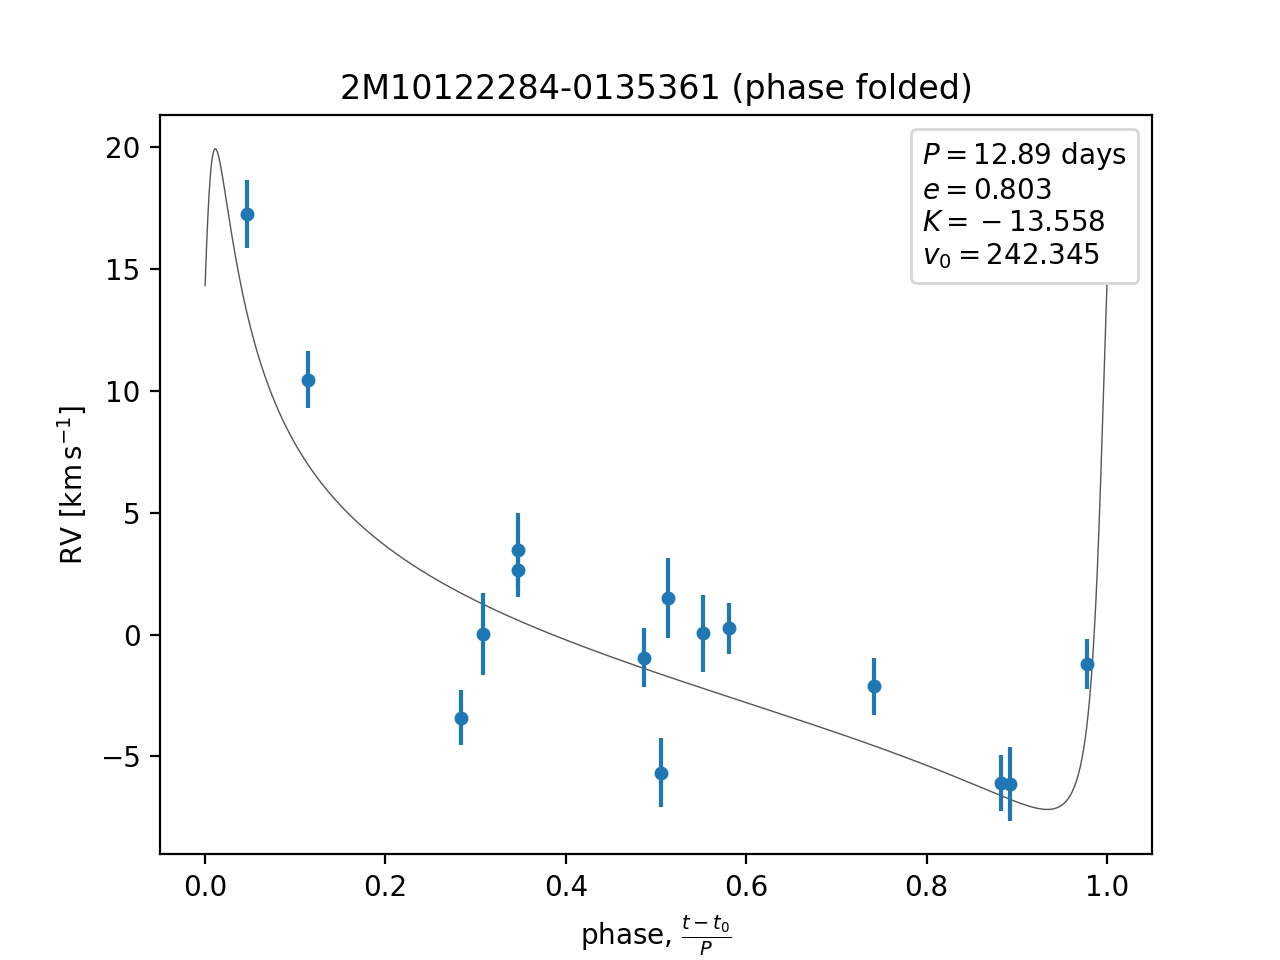 2M10122284-0135361 (phase folded)
P = 12.89 days
e = 0.803
K = −13.558
v₀ = 242.345
20
15
10
5
0
−5
RV [km s⁻¹]
0.0 0.2 0.4 0.6 0.8 1.0
phase, (t − t₀)/P